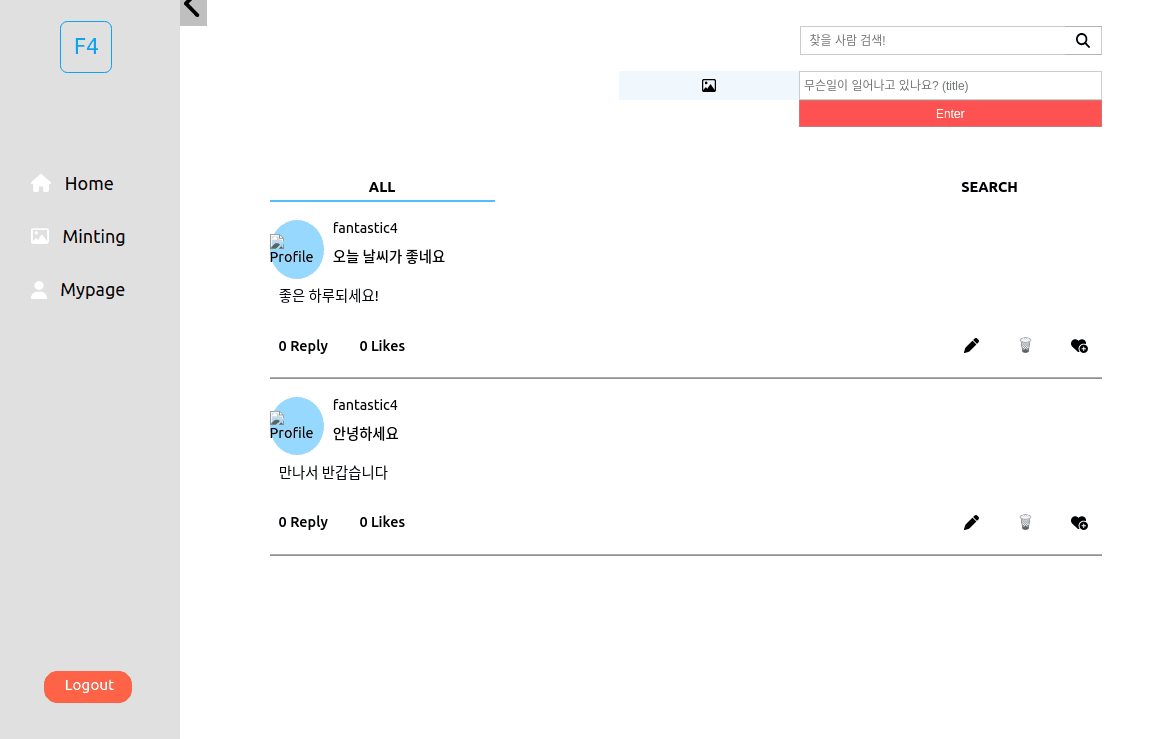 F4
Home
Minting
Mypage
Logout
찾을 사람 검색!
무슨일이 일어나고 있나요? (title)
Enter
ALL
SEARCH
Profile
fantastic4
오늘 날씨가 좋네요
좋은 하루되세요!
0 Reply
0 Likes
Profile
fantastic4
안녕하세요
만나서 반갑습니다
0 Reply
0 Likes